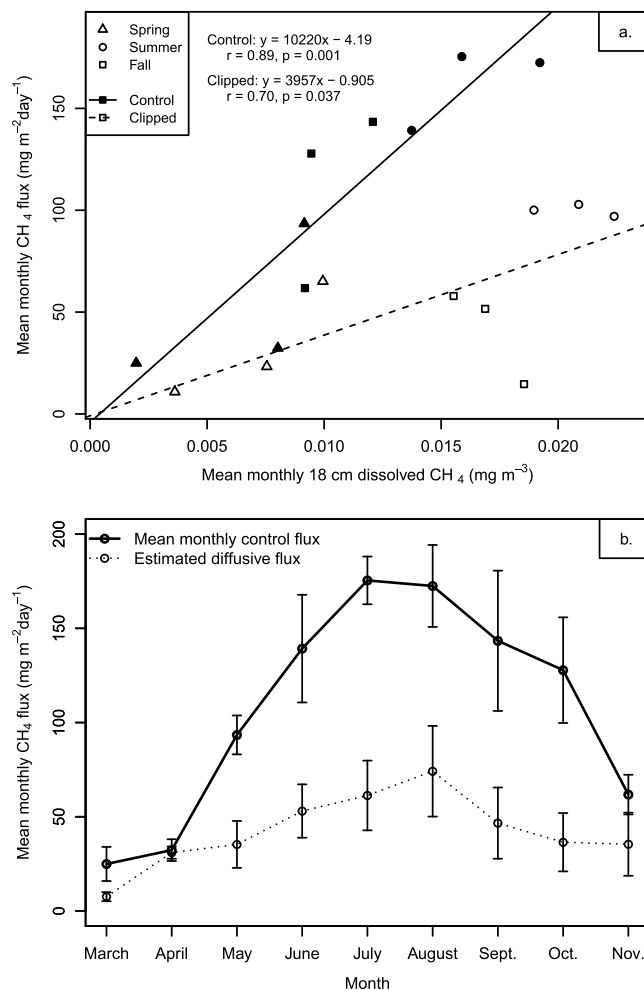 a.
Spring
Summer
Fall
Control
Clipped
Control: y = 10220x − 4.19
r = 0.89, p = 0.001
Clipped: y = 3957x − 0.905
r = 0.70, p = 0.037
Mean monthly CH 4 flux (mg m−2day−1)
150
100
50
0
0.000 0.005 0.010 0.015 0.020
Mean monthly 18 cm dissolved CH 4 (mg m−3)
b.
Mean monthly control flux
Estimated diffusive flux
Mean monthly CH4 flux (mg m−2day−1)
200
150
100
50
0
March April May June July August Sept. Oct. Nov.
Month